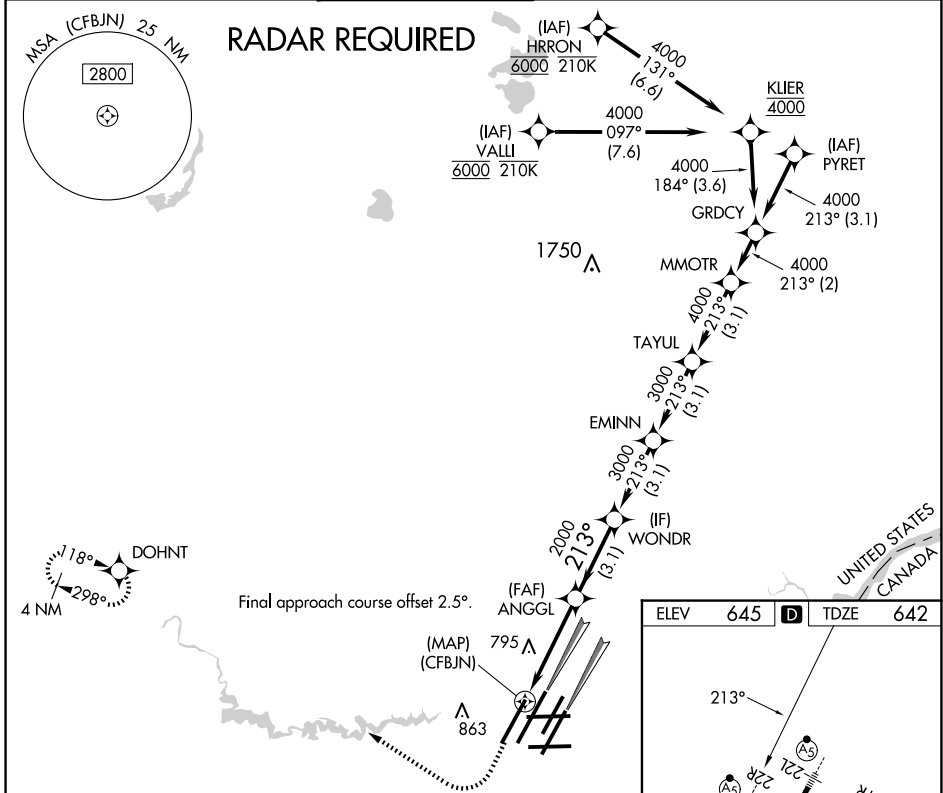 MSA (CFBJN) 25 NM
2800
RADAR REQUIRED
(IAF)
HRRON
6000 210K
4000
131°
(6.6)
KLIER
4000
(IAF)
VALLI
6000 210K
4000
097°
(7.6)
(IAF)
PYRET
4000
184° (3.6)
4000
213° (3.1)
GRDCY
1750
MMOTR
4000
213° (2)
4000
213°
(3.1)
TAYUL
3000
213°
(3.1)
EMINN
3000
213°
(3.1)
(IF)
WONDR
2000
213°
(3.1)
118°
DOHNT
298°
4 NM
Final approach course offset 2.5°.
(FAF)
ANGGL
UNITED STATES
CANADA
(MAP)
(CFBJN)
795
863
ELEV 645 D TDZE 642
213°
A5
22R
22L
A5